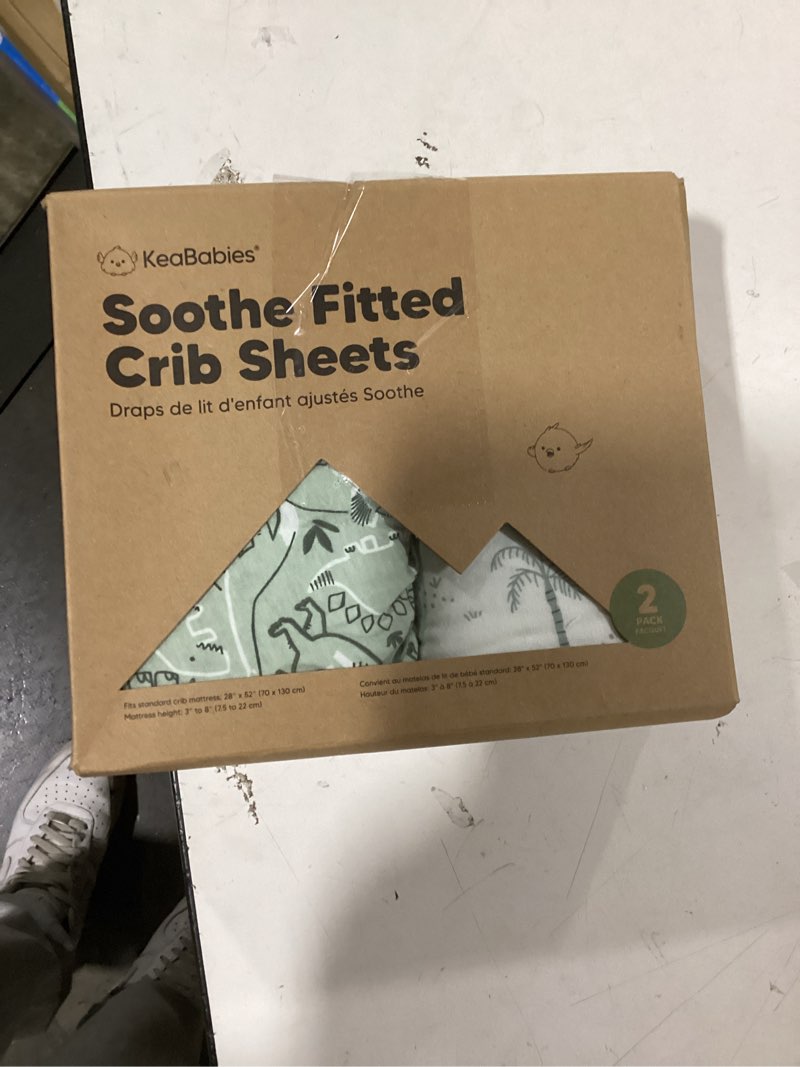 KeaBabies®
Soothe Fitted
Crib Sheets
Draps de lit d'enfant ajustés Soothe
2
PACK
PAQUET
Fits standard crib mattress: 28" x 52" (70 x 130 cm)
Mattress height: 3" to 8" (7.5 to 22 cm)
Convient au matelas de lit de bébé standard: 28" x 52" (70 x 130 cm)
Hauteur du matelas: 3" à 8" (7.5 à 22 cm)